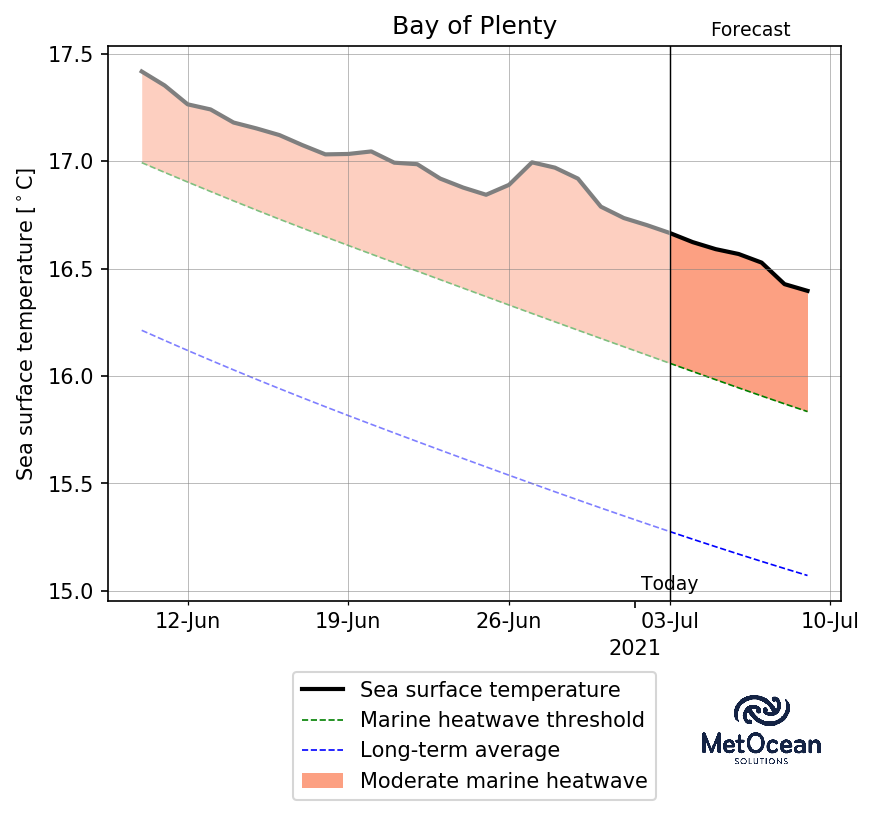 Bay of Plenty
Forecast
Sea surface temperature [°C]
17.5
17.0
16.5
16.0
15.5
15.0
Today
12-Jun
19-Jun
26-Jun
03-Jul
10-Jul
2021
Sea surface temperature
Marine heatwave threshold
Long-term average
Moderate marine heatwave
MetOcean
SOLUTIONS